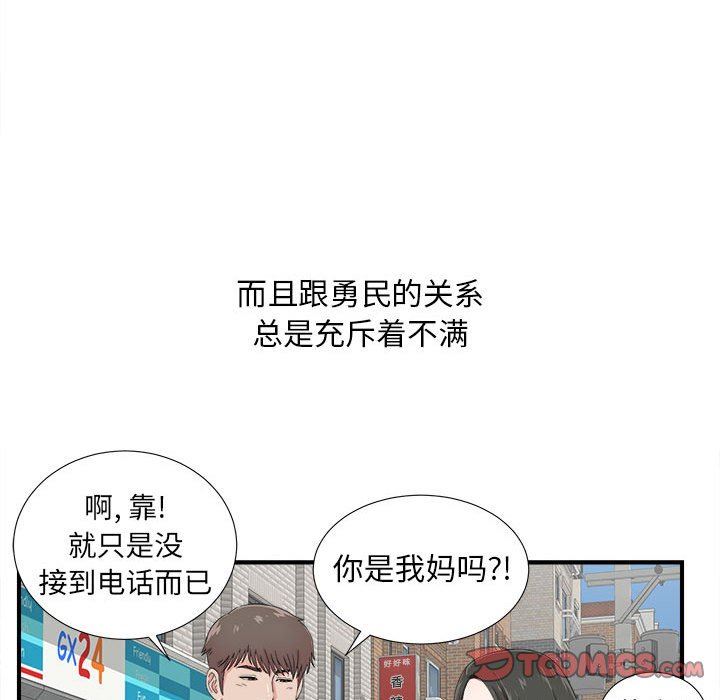 而且跟勇民的关系
总是充斥着不满
啊, 靠!
就只是没
接到电话而已
你是我妈吗?!
GX24
Friendly
好好味
香
TOOMICS.COM